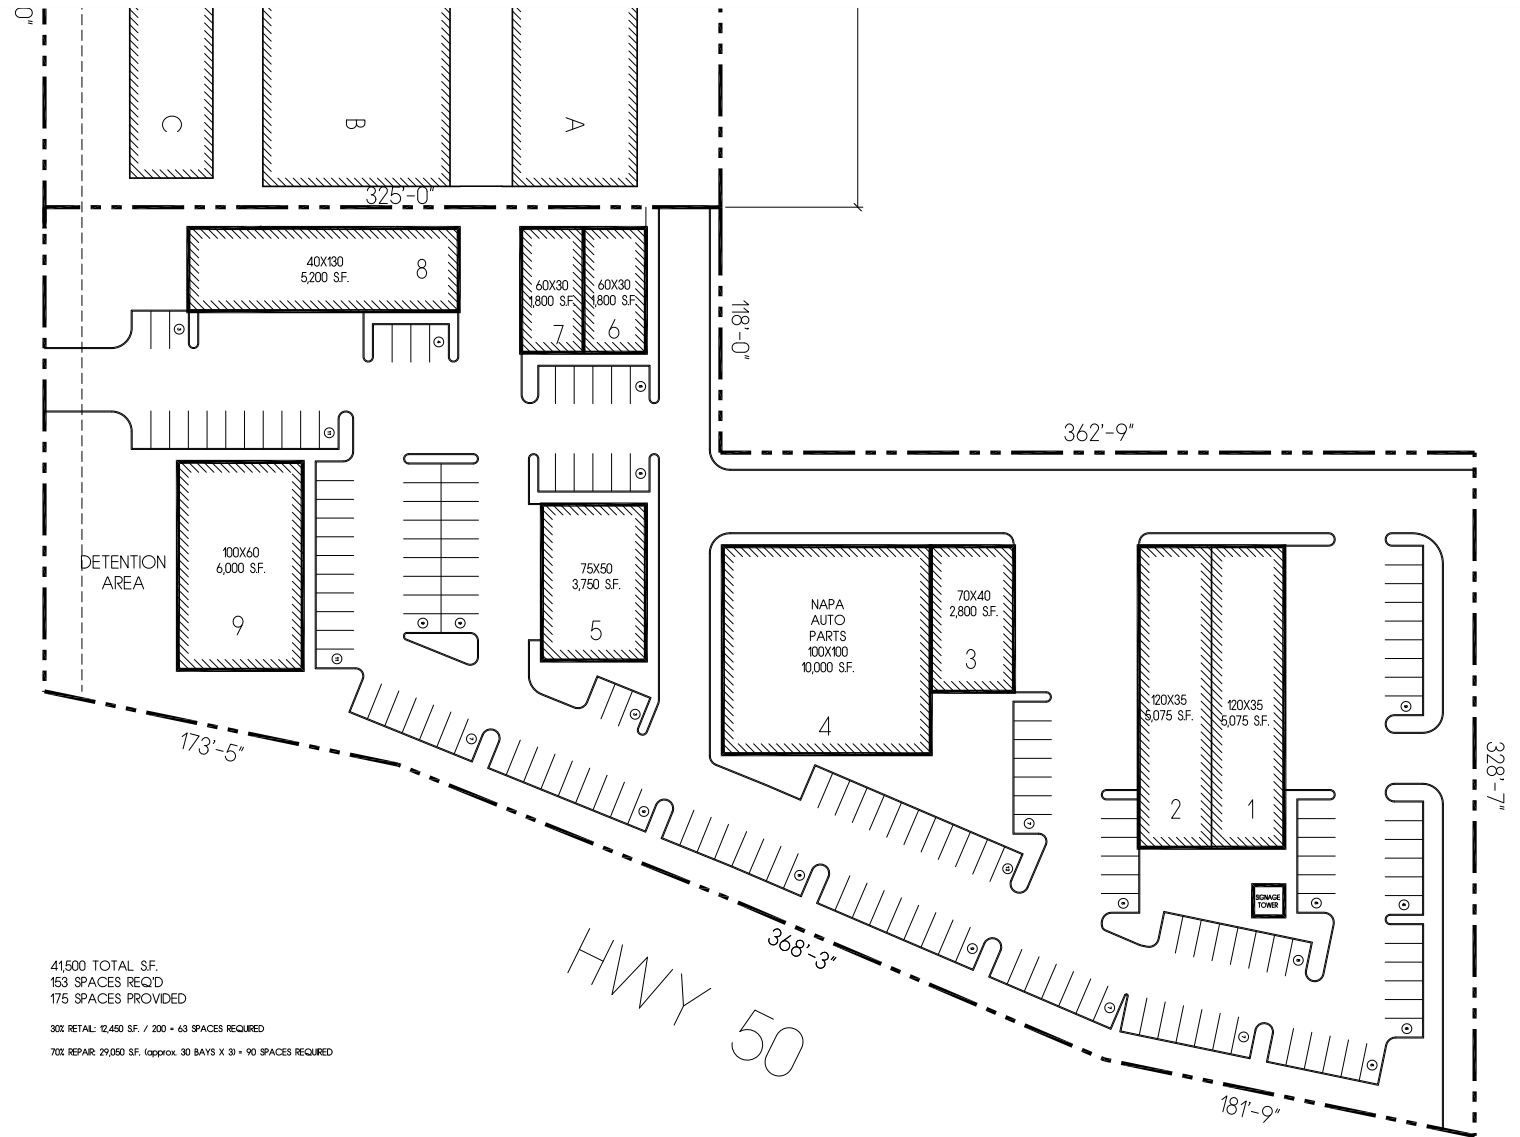 0"
C
B
A
325'-0"
40X130
5,200 S.F.
8
60X30
1,800 S.F.
7
60X30
1,800 S.F.
6
118'-0"
362'-9"
DETENTION
AREA
100X60
6,000 S.F.
9
75X50
3,750 S.F.
5
NAPA
AUTO
PARTS
100X100
10,000 S.F.
4
70X40
2,800 S.F.
3
120X35
5,075 S.F.
2
120X35
5,075 S.F.
1
SIGNAGE
TOWER
328'-7"
173'-5"
368'-3"
181'-9"
HWY 50
41,500 TOTAL S.F.
153 SPACES REQ'D
175 SPACES PROVIDED
30% RETAIL: 12,450 S.F. / 200 = 63 SPACES REQUIRED
70% REPAIR: 29,050 S.F. (approx. 30 BAYS X 3) = 90 SPACES REQUIRED